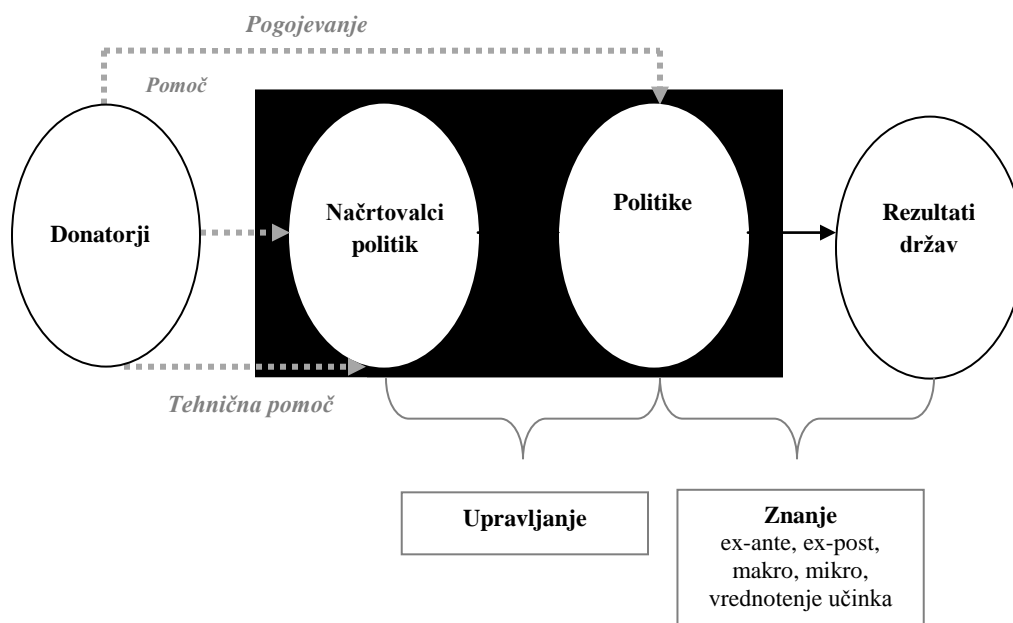 Pogojevanje
Pomoč
Donatorji
Načrtovalci
politik
Politike
Rezultati
držav
Tehnična pomoč
Upravljanje
Znanje
ex-ante, ex-post,
makro, mikro,
vrednotenje učinka